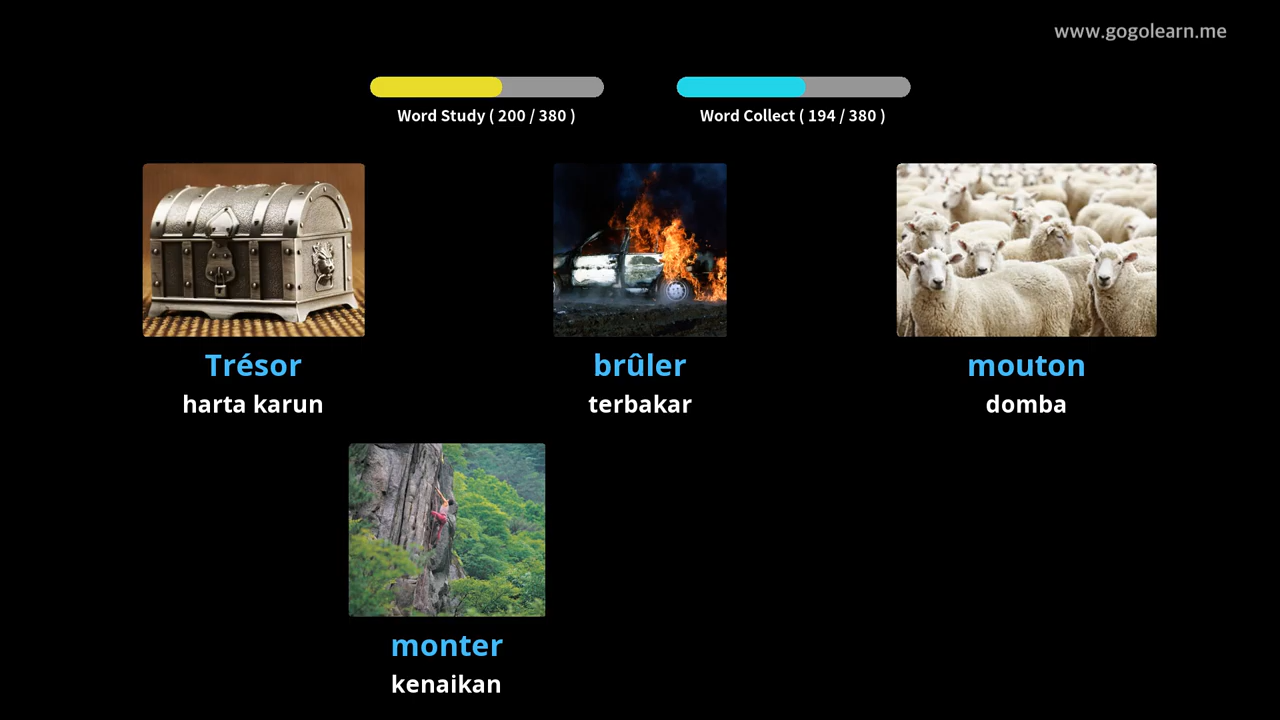 www.gogolearn.me
Word Study ( 200 / 380 )
Word Collect ( 194 / 380 )
Trésor
harta karun
brûler
terbakar
mouton
domba
monter
kenaikan